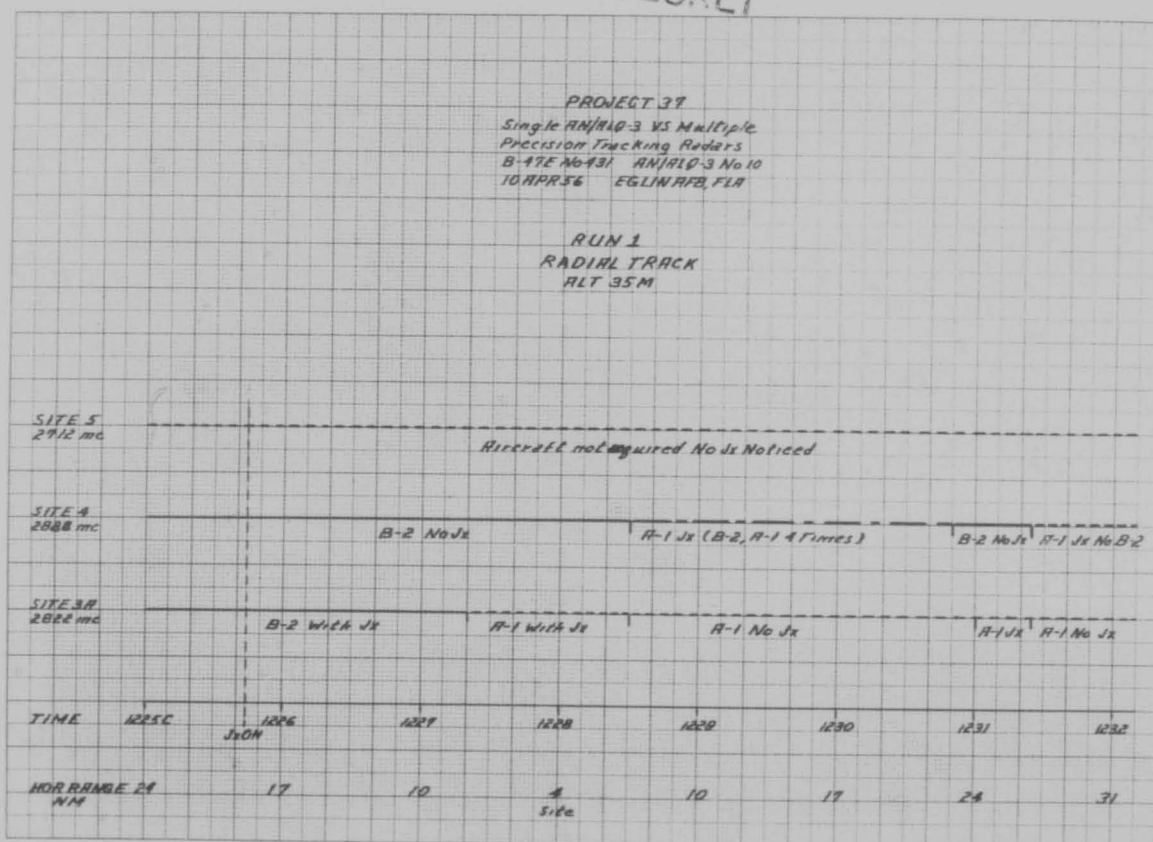 PROJECT 37
Single AN/ALQ-3 VS Multiple
Precision Tracking Radars
B-47E No 431 AN/ALQ-3 No 10
10 APR 56 EGLIN AFB, FLA
RUN 1
RADIAL TRACK
ALT 35M
SITE 5
2712 mc
Aircraft not acquired No Jx Noticed
SITE 4
2888 mc
B-2 No Jx
A-1 Jx (B-2, A-1 4 Times)
B-2 No Jx
A-1 Jx No B-2
SITE 3A
2822 mc
B-2 With Jx
A-1 With Jx
A-1 No Jx
A-1 Jx
A-1 No Jx
TIME 1225C 1226 1227 1228 1229 1230 1231 1232
Jx ON
HOR RANGE 24 17 10 4 10 17 24 31
NM
Site